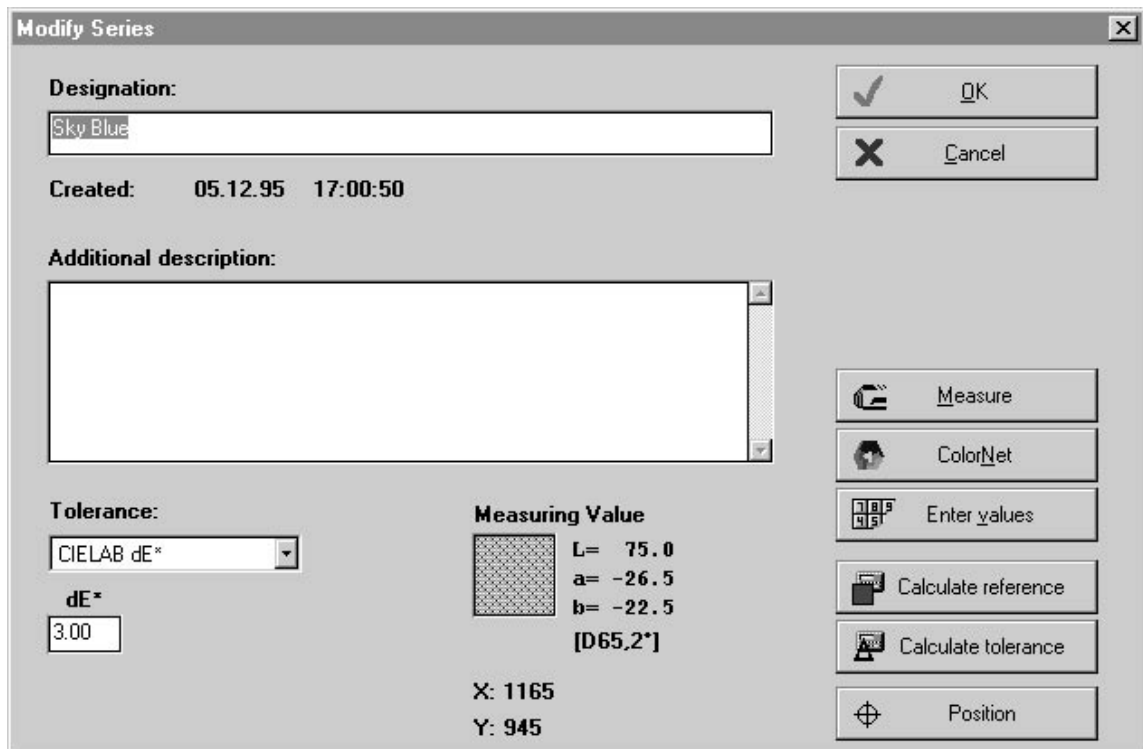 Modify Series
Designation:
Sky Blue
Created: 05.12.95 17:00:50
Additional description:
Tolerance:
CIELAB dE*
dE*
3.00
Measuring Value
L= 75.0
a= -26.5
b= -22.5
[D65,2°]
X: 1165
Y: 945
OK
Cancel
Measure
ColorNet
Enter values
Calculate reference
Calculate tolerance
Position